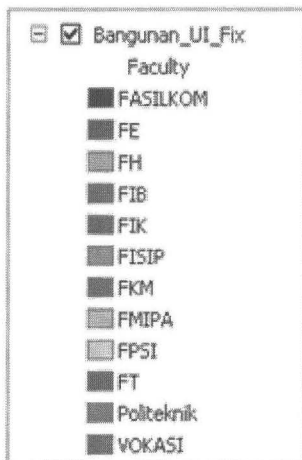 Bangunan_UI_Fix
Faculty
FASILKOM
FE
FH
FIB
FIK
FISIP
FKM
FMIPA
FPSI
FT
Politeknik
VOKASI